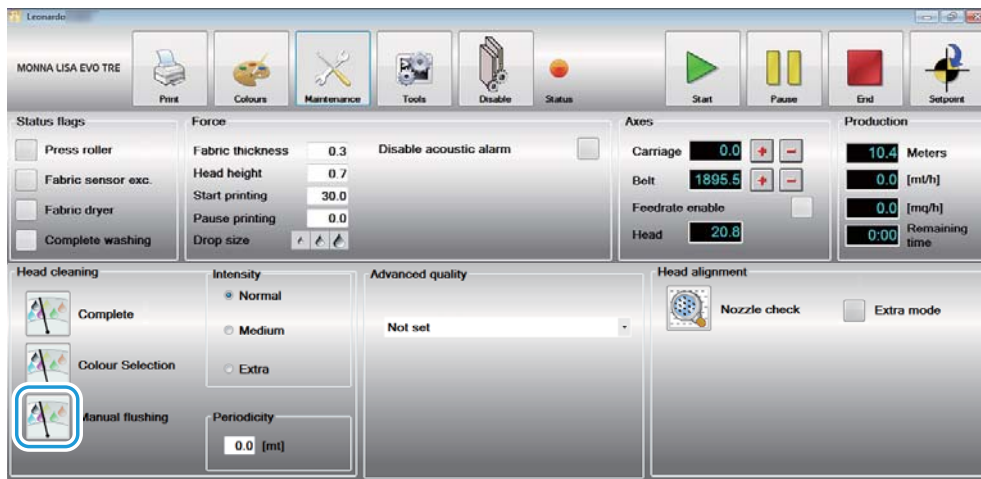 Leonardo
MONNA LISA EVO TRE
Print
Colours
Maintenance
Tools
Disable
Status
Start
Pause
End
Setpoint
Status flags
Press roller
Fabric sensor exc.
Fabric dryer
Complete washing
Force
Fabric thickness 0.3
Head height 0.7
Start printing 30.0
Pause printing 0.0
Drop size
Disable acoustic alarm
Axes
Carriage 0.0 + -
Belt 1895.5 + -
Feedrate enable
Head 20.8
Production
10.4 Meters
0.0 [mt/h]
0.0 [mq/h]
0:00 Remaining
time
Head cleaning
Complete
Colour Selection
Manual flushing
Intensity
Normal
Medium
Extra
Periodicity
0.0 [mt]
Advanced quality
Not set
Head alignment
Nozzle check
Extra mode